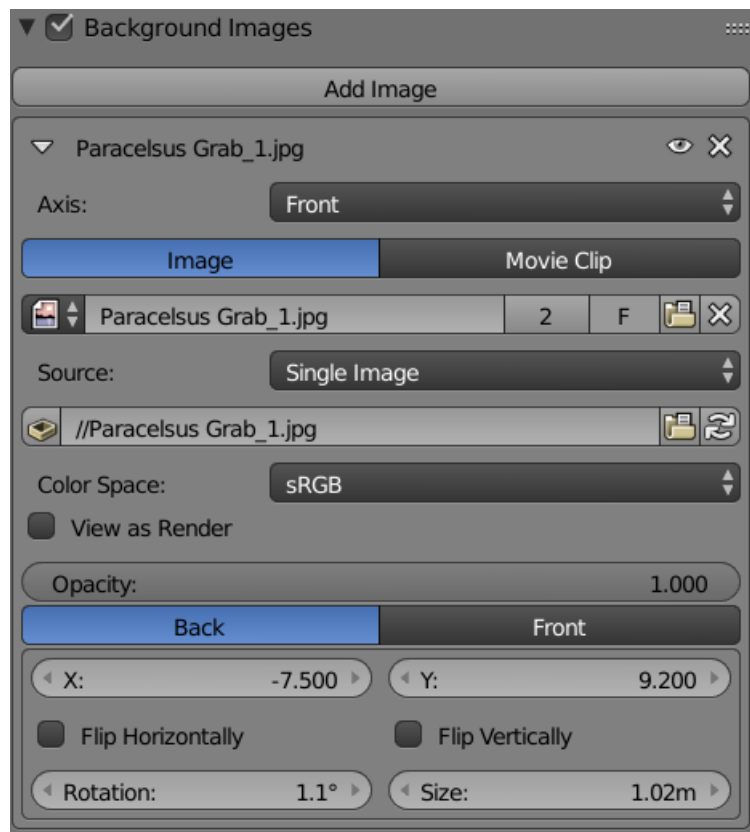 Background Images
Add Image
Paracelsus Grab_1.jpg
Axis: Front
Image Movie Clip
Paracelsus Grab_1.jpg 2 F
Source: Single Image
//Paracelsus Grab_1.jpg
Color Space: sRGB
View as Render
Opacity: 1.000
Back Front
X: -7.500 Y: 9.200
Flip Horizontally Flip Vertically
Rotation: 1.1° Size: 1.02m